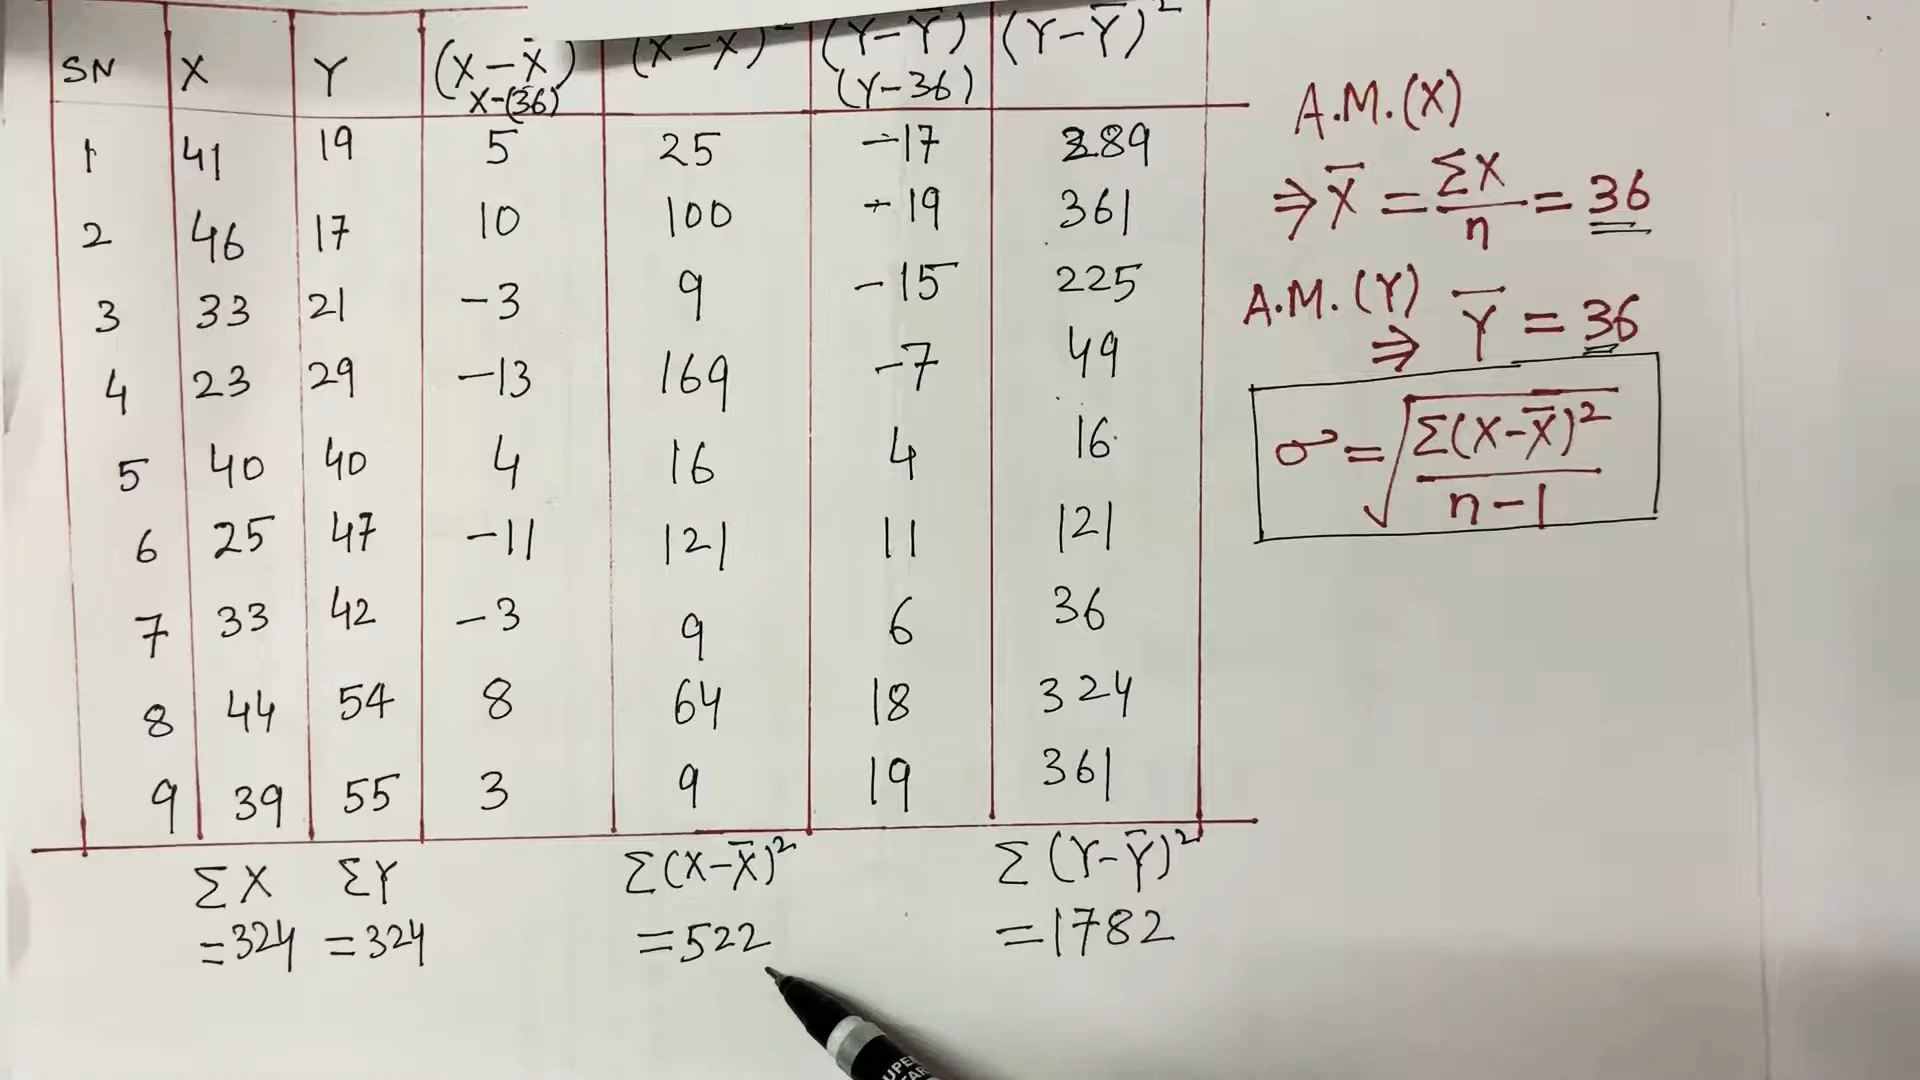 SN X Y (X-X̄) (X-X)² (Y-Y̅) (Y-Y̅)²
X-(36) (Y-36)
1 41 19 5 25 -17 289
2 46 17 10 100 -19 361
3 33 21 -3 9 -15 225
4 23 29 -13 169 -7 49
5 40 40 4 16 4 16
6 25 47 -11 121 11 121
7 33 42 -3 9 6 36
8 44 54 8 64 18 324
9 39 55 3 9 19 361
ΣX ΣY Σ(X-X̅)² Σ(Y-Y̅)²
=324 =324 =522 =1782
A.M.(X)
⇒ X̅ = ΣX/n = 36
A.M.(Y)
⇒ Y̅ = 36
σ = √(Σ(X-X̅)²/(n-1))